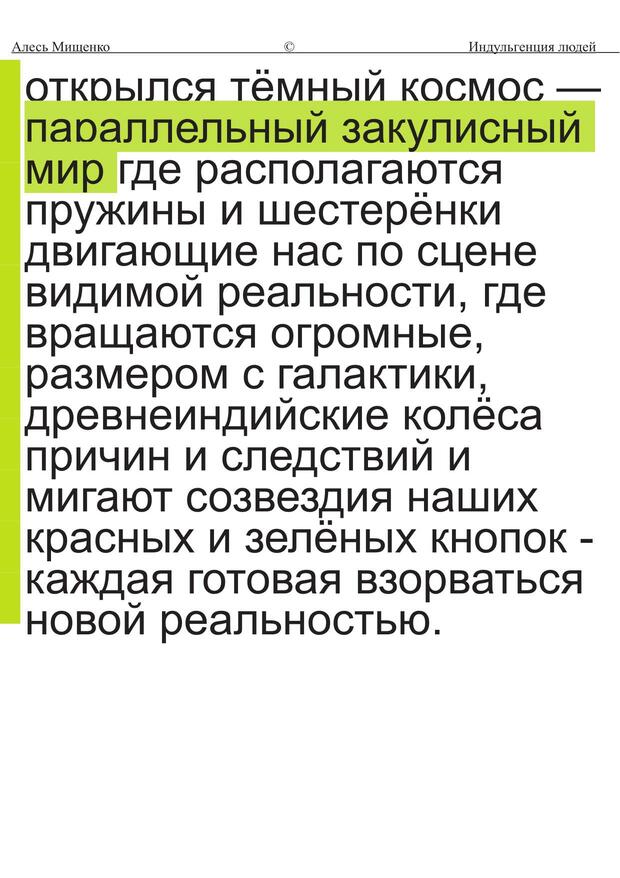 Алесь Мищенко © Индульгенция людей
открылся тёмный космос —
параллельный закулисный
мир где располагаются
пружины и шестерёнки
двигающие нас по сцене
видимой реальности, где
вращаются огромные,
размером с галактики,
древнеиндийские колёса
причин и следствий и
мигают созвездия наших
красных и зелёных кнопок -
каждая готовая взорваться
новой реальностью.